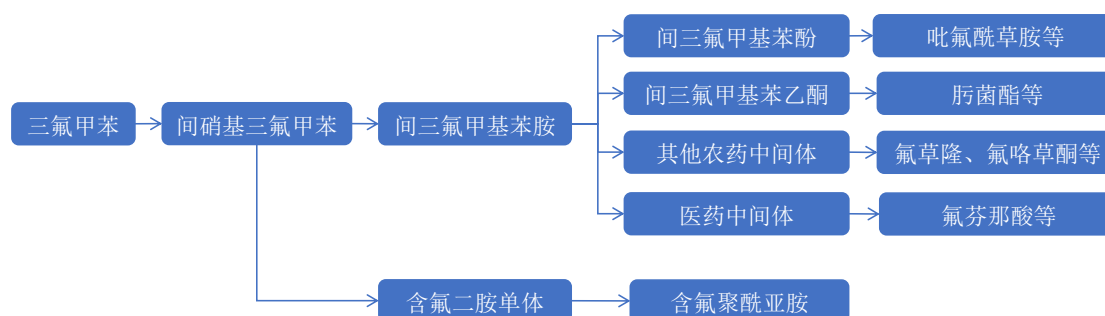 间三氟甲基苯酚
吡氟酰草胺等
间三氟甲基苯乙酮
肟菌酯等
三氟甲苯
间硝基三氟甲苯
间三氟甲基苯胺
其他农药中间体
氟草隆、氟咯草酮等
医药中间体
氟芬那酸等
含氟二胺单体
含氟聚酰亚胺